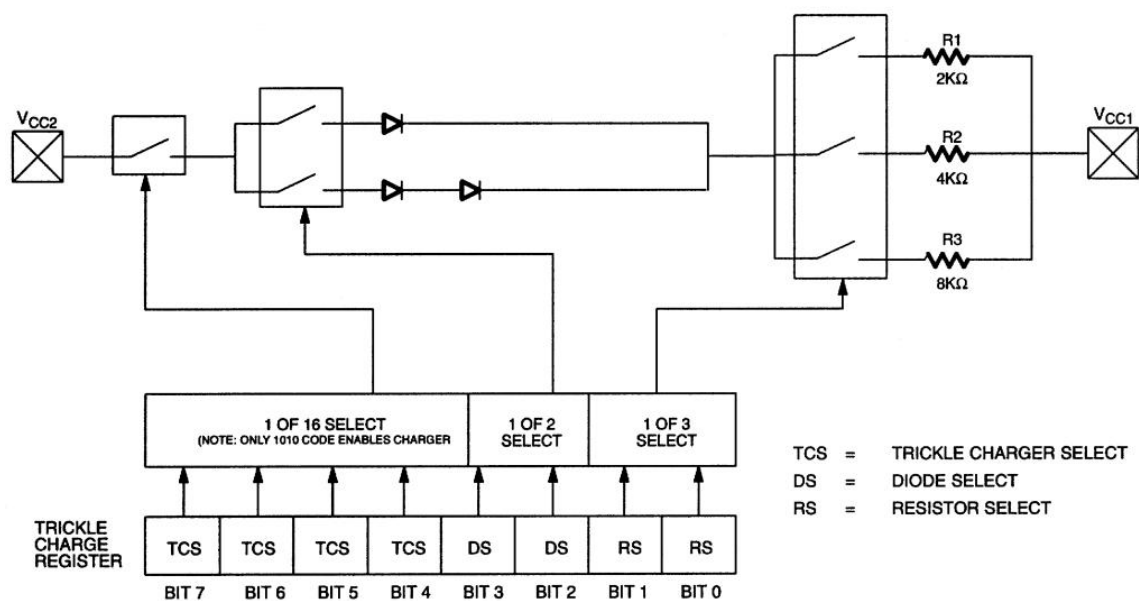 R1
2KΩ
VCC2
VCC1
R2
4KΩ
R3
8KΩ
1 OF 16 SELECT
(NOTE: ONLY 1010 CODE ENABLES CHARGER
1 OF 2
SELECT
1 OF 3
SELECT
TCS = TRICKLE CHARGER SELECT
DS = DIODE SELECT
RS = RESISTOR SELECT
TRICKLE
CHARGE
REGISTER
TCS TCS TCS TCS DS DS RS RS
BIT 7 BIT 6 BIT 5 BIT 4 BIT 3 BIT 2 BIT 1 BIT 0